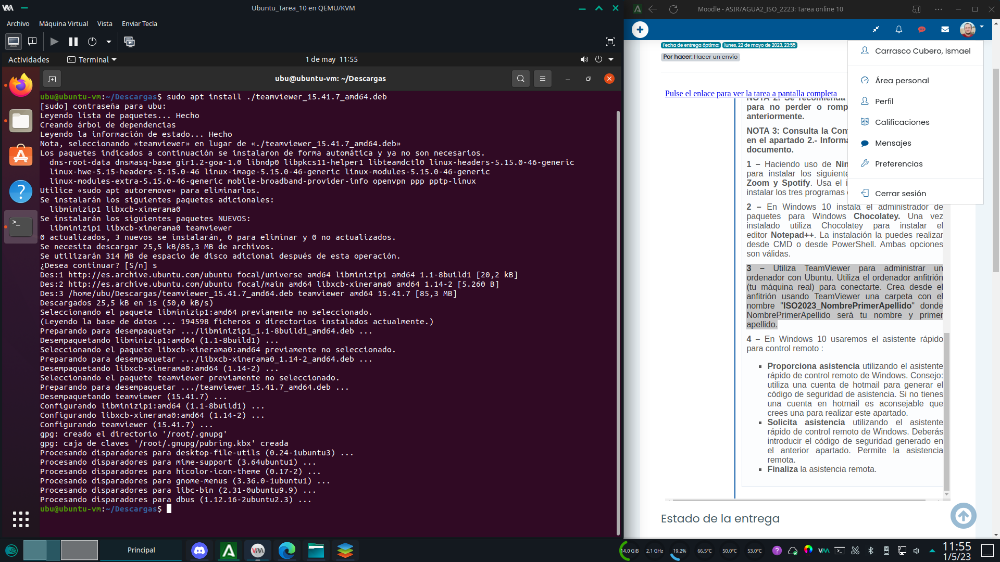 Ubuntu_Tarea_10 en QEMU/KVM
Archivo Máquina Virtual Vista Enviar Tecla
Actividades Terminal 1 de may 11:55
ubu@ubuntu-vm: ~/Descargas
ubu@ubuntu-vm:~/Descargas$ sudo apt install ./teamviewer_15.41.7_amd64.deb
[sudo] contraseña para ubu:
Leyendo lista de paquetes... Hecho
Creando árbol de dependencias
Leyendo la información de estado... Hecho
Nota, seleccionando «teamviewer» en lugar de «./teamviewer_15.41.7_amd64.deb»
Los paquetes indicados a continuación se instalaron de forma automática y ya no son necesarios.
dns-root-data dnsmasq-base gir1.2-goa-1.0 libndp0 libpkcs11-helper1 libteamdctl0 linux-headers-5.15.0-46-generic
linux-hwe-5.15-headers-5.15.0-46 linux-image-5.15.0-46-generic linux-modules-5.15.0-46-generic
linux-modules-extra-5.15.0-46-generic mobile-broadband-provider-info openvpn ppp pptp-linux
Utilice «sudo apt autoremove» para eliminarlos.
Se instalarán los siguientes paquetes adicionales:
libminizip1 libxcb-xinerama0
Se instalarán los siguientes paquetes NUEVOS:
libminizip1 libxcb-xinerama0 teamviewer
0 actualizados, 3 nuevos se instalarán, 0 para eliminar y 0 no actualizados.
Se necesita descargar 25,5 kB/85,3 MB de archivos.
Se utilizarán 314 MB de espacio de disco adicional después de esta operación.
¿Desea continuar? [S/n] s
Des:1 http://es.archive.ubuntu.com/ubuntu focal/universe amd64 libminizip1 amd64 1.1-8build1 [20,2 kB]
Des:2 http://es.archive.ubuntu.com/ubuntu focal/main amd64 libxcb-xinerama0 amd64 1.14-2 [5.260 B]
Des:3 /home/ubu/Descargas/teamviewer_15.41.7_amd64.deb teamviewer amd64 15.41.7 [85,3 MB]
Descargados 25,5 kB en 1s (50,0 kB/s)
Seleccionando el paquete libminizip1:amd64 previamente no seleccionado.
(Leyendo la base de datos ... 194598 ficheros o directorios instalados actualmente.)
Preparando para desempaquetar .../libminizip1_1.1-8build1_amd64.deb ...
Desempaquetando libminizip1:amd64 (1.1-8build1) ...
Seleccionando el paquete libxcb-xinerama0:amd64 previamente no seleccionado.
Preparando para desempaquetar .../libxcb-xinerama0_1.14-2_amd64.deb ...
Desempaquetando libxcb-xinerama0:amd64 (1.14-2) ...
Seleccionando el paquete teamviewer previamente no seleccionado.
Preparando para desempaquetar .../teamviewer_15.41.7_amd64.deb ...
Desempaquetando teamviewer (15.41.7) ...
Configurando libminizip1:amd64 (1.1-8build1) ...
Configurando libxcb-xinerama0:amd64 (1.14-2) ...
Configurando teamviewer (15.41.7) ...
gpg: creado el directorio '/root/.gnupg'
gpg: caja de claves '/root/.gnupg/pubring.kbx' creada
Procesando disparadores para desktop-file-utils (0.24-1ubuntu3) ...
Procesando disparadores para mime-support (3.64ubuntu1) ...
Procesando disparadores para hicolor-icon-theme (0.17-2) ...
Procesando disparadores para gnome-menus (3.36.0-1ubuntu1) ...
Procesando disparadores para libc-bin (2.31-0ubuntu9.9) ...
Procesando disparadores para dbus (1.12.16-2ubuntu2.3) ...
ubu@ubuntu-vm:~/Descargas$
Moodle - ASIR/AGUA2_ISO_2223: Tarea online 10
Fecha de entrega óptima: lunes, 22 de mayo de 2023, 23:55
Por hacer: Hacer un envío
Pulse el enlace para ver la tarea a pantalla completa
NOTA 2: Se recomienda
para no perder o romp
anteriormente.
NOTA 3: Consulta la Con
en el apartado 2.- Informa
documento.
1 – Haciendo uso de Nin
para instalar los siguiente
Zoom y Spotify. Usa el i
instalar los tres programas
Carrasco Cubero, Ismael
Área personal
Perfil
Calificaciones
Mensajes
Preferencias
Cerrar sesión
2 – En Windows 10 instala el administrador de
paquetes para Windows Chocolatey. Una vez
instalado utiliza Chocolatey para instalar el
editor Notepad++. La instalación la puedes realizar
desde CMD o desde PowerShell. Ambas opciones
son válidas.
3 – Utiliza TeamViewer para administrar un
ordenador con Ubuntu. Utiliza el ordenador anfitrión
(tu máquina real) para conectarte. Crea desde el
anfitrión usando TeamViewer una carpeta con el
nombre "ISO2023_NombrePrimerApellido" donde
NombrePrimerApellido será tu nombre y primer
apellido.
4 – En Windows 10 usaremos el asistente rápido
para control remoto :
Proporciona asistencia utilizando el asistente
rápido de control remoto de Windows. Consejo:
utiliza una cuenta de hotmail para generar el
código de seguridad de asistencia. Si no tienes
una cuenta en hotmail es aconsejable que
crees una para realizar este apartado.
Solicita asistencia utilizando el asistente
rápido de control remoto de Windows. Deberás
introducir el código de seguridad generado en
el anterior apartado. Permite la asistencia
remota.
Finaliza la asistencia remota.
Estado de la entrega
Principal
14,0 GiB 2,1 GHz 19,2% 66,5°C 50,0°C 53,0°C
11:55
1/5/23